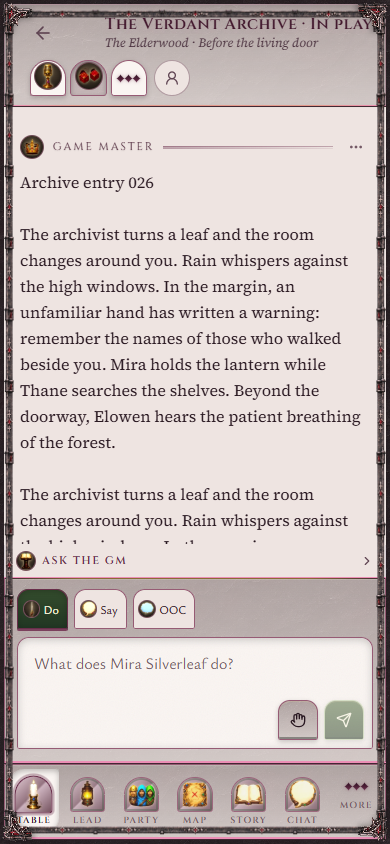 The Verdant Archive · In Play
The Elderwood · Before the living door
GAME MASTER
Archive entry 026
The archivist turns a leaf and the room
changes around you. Rain whispers against
the high windows. In the margin, an
unfamiliar hand has written a warning:
remember the names of those who walked
beside you. Mira holds the lantern while
Thane searches the shelves. Beyond the
doorway, Elowen hears the patient breathing
of the forest.
The archivist turns a leaf and the room
changes around you. Rain whispers against
ASK THE GM
Do
Say
OOC
What does Mira Silverleaf do?
TABLE
LEAD
PARTY
MAP
STORY
CHAT
MORE